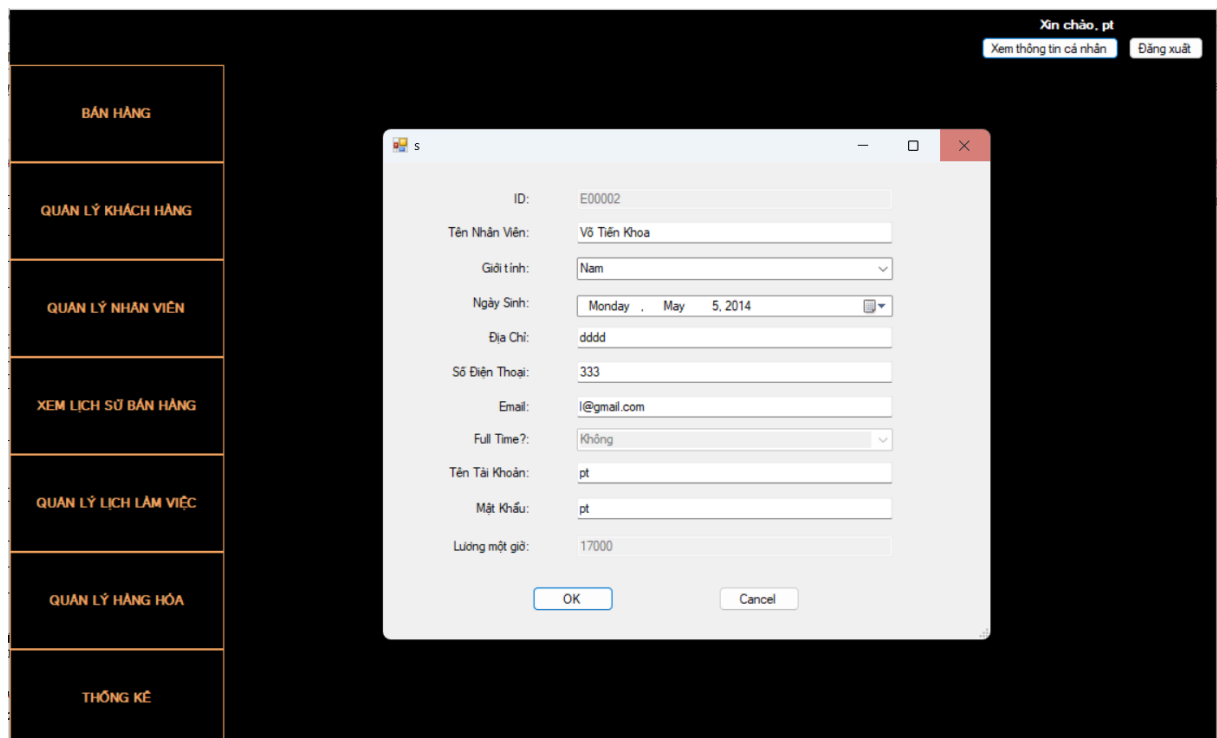 Xin chào, pt
Xem thông tin cá nhân
Đăng xuất
BÁN HÀNG
QUẢN LÝ KHÁCH HÀNG
QUẢN LÝ NHÂN VIÊN
XEM LỊCH SỬ BÁN HÀNG
QUẢN LÝ LỊCH LÀM VIỆC
QUẢN LÝ HÀNG HÓA
THỐNG KÊ
s
ID: E00002
Tên Nhân Viên: Võ Tiến Khoa
Giới tính: Nam
Ngày Sinh: Monday , May 5, 2014
Địa Chỉ: dddd
Số Điện Thoại: 333
Email: l@gmail.com
Full Time?: Không
Tên Tài Khoản: pt
Mật Khẩu: pt
Lương một giờ: 17000
OK Cancel